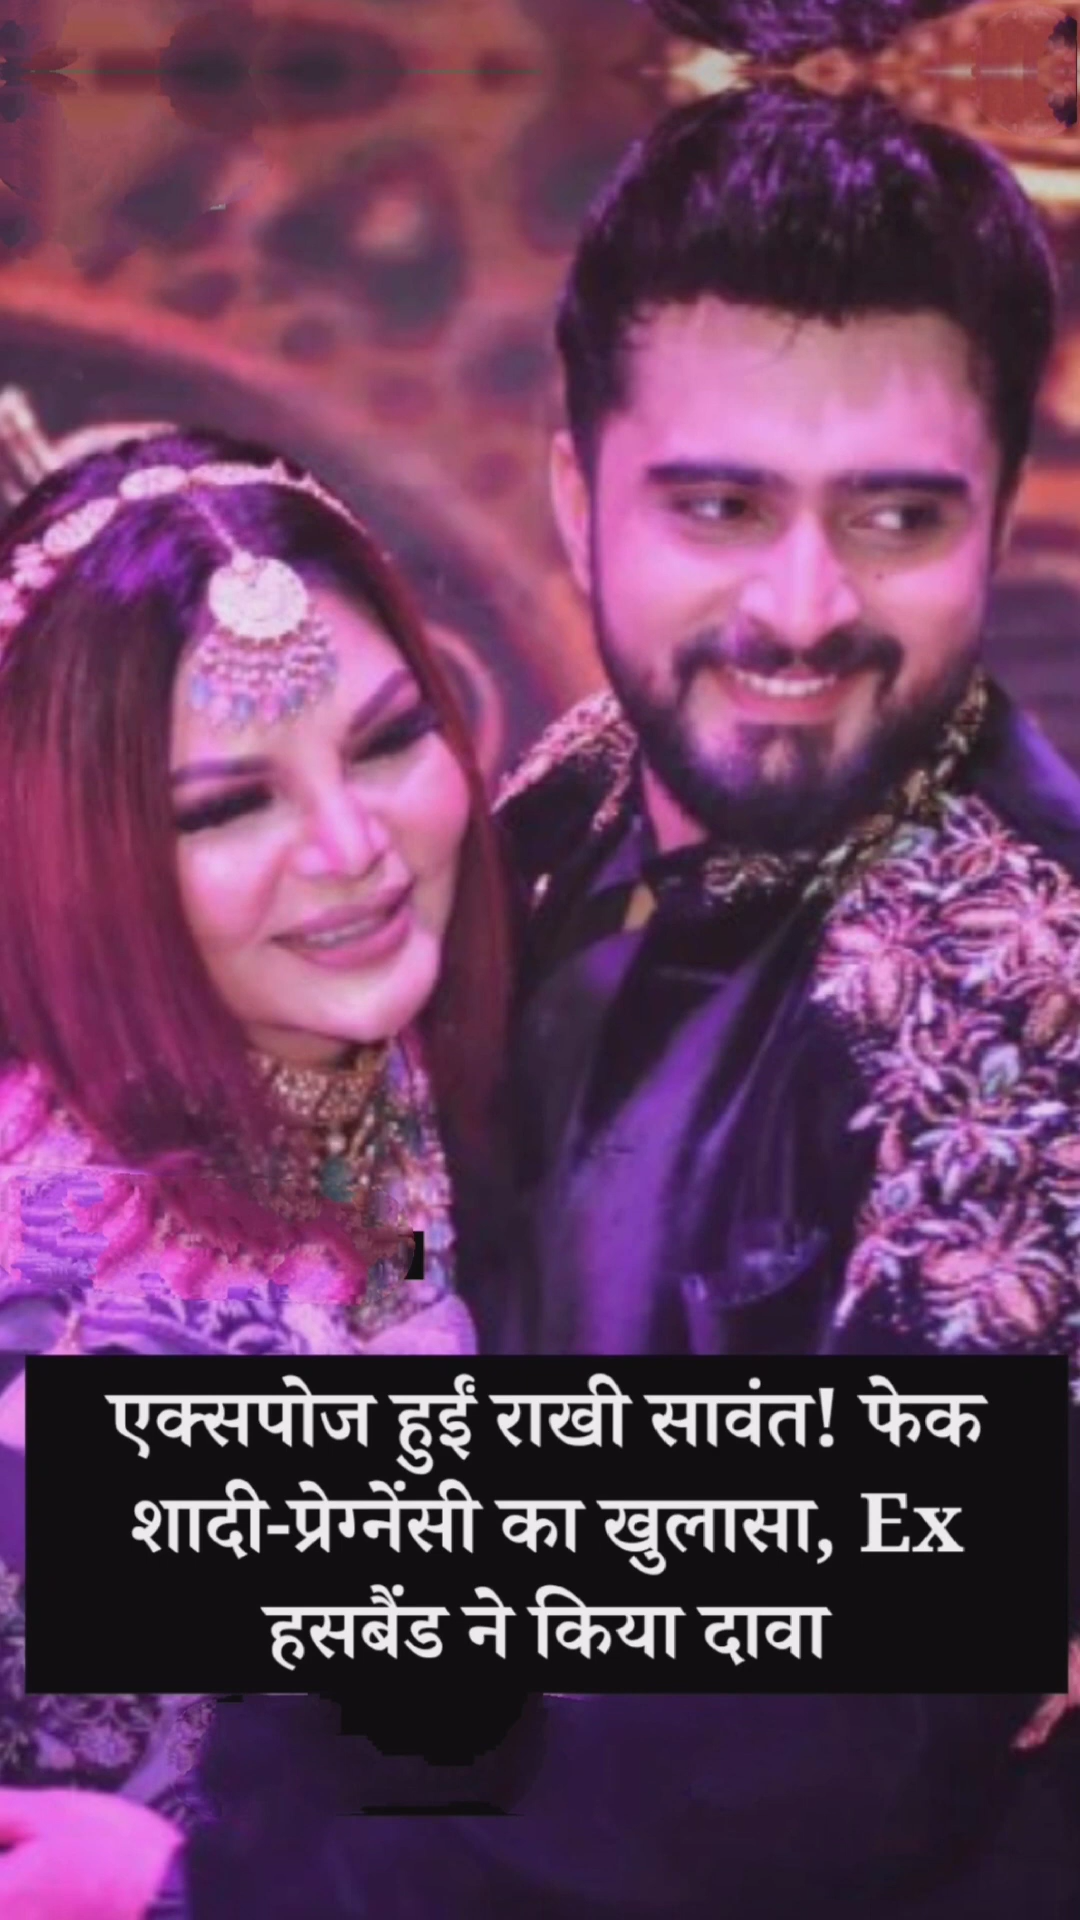 एक्सपोज हुईं राखी सावंत! फेक
शादी-प्रेग्नेंसी का खुलासा, Ex
हसबैंड ने किया दावा